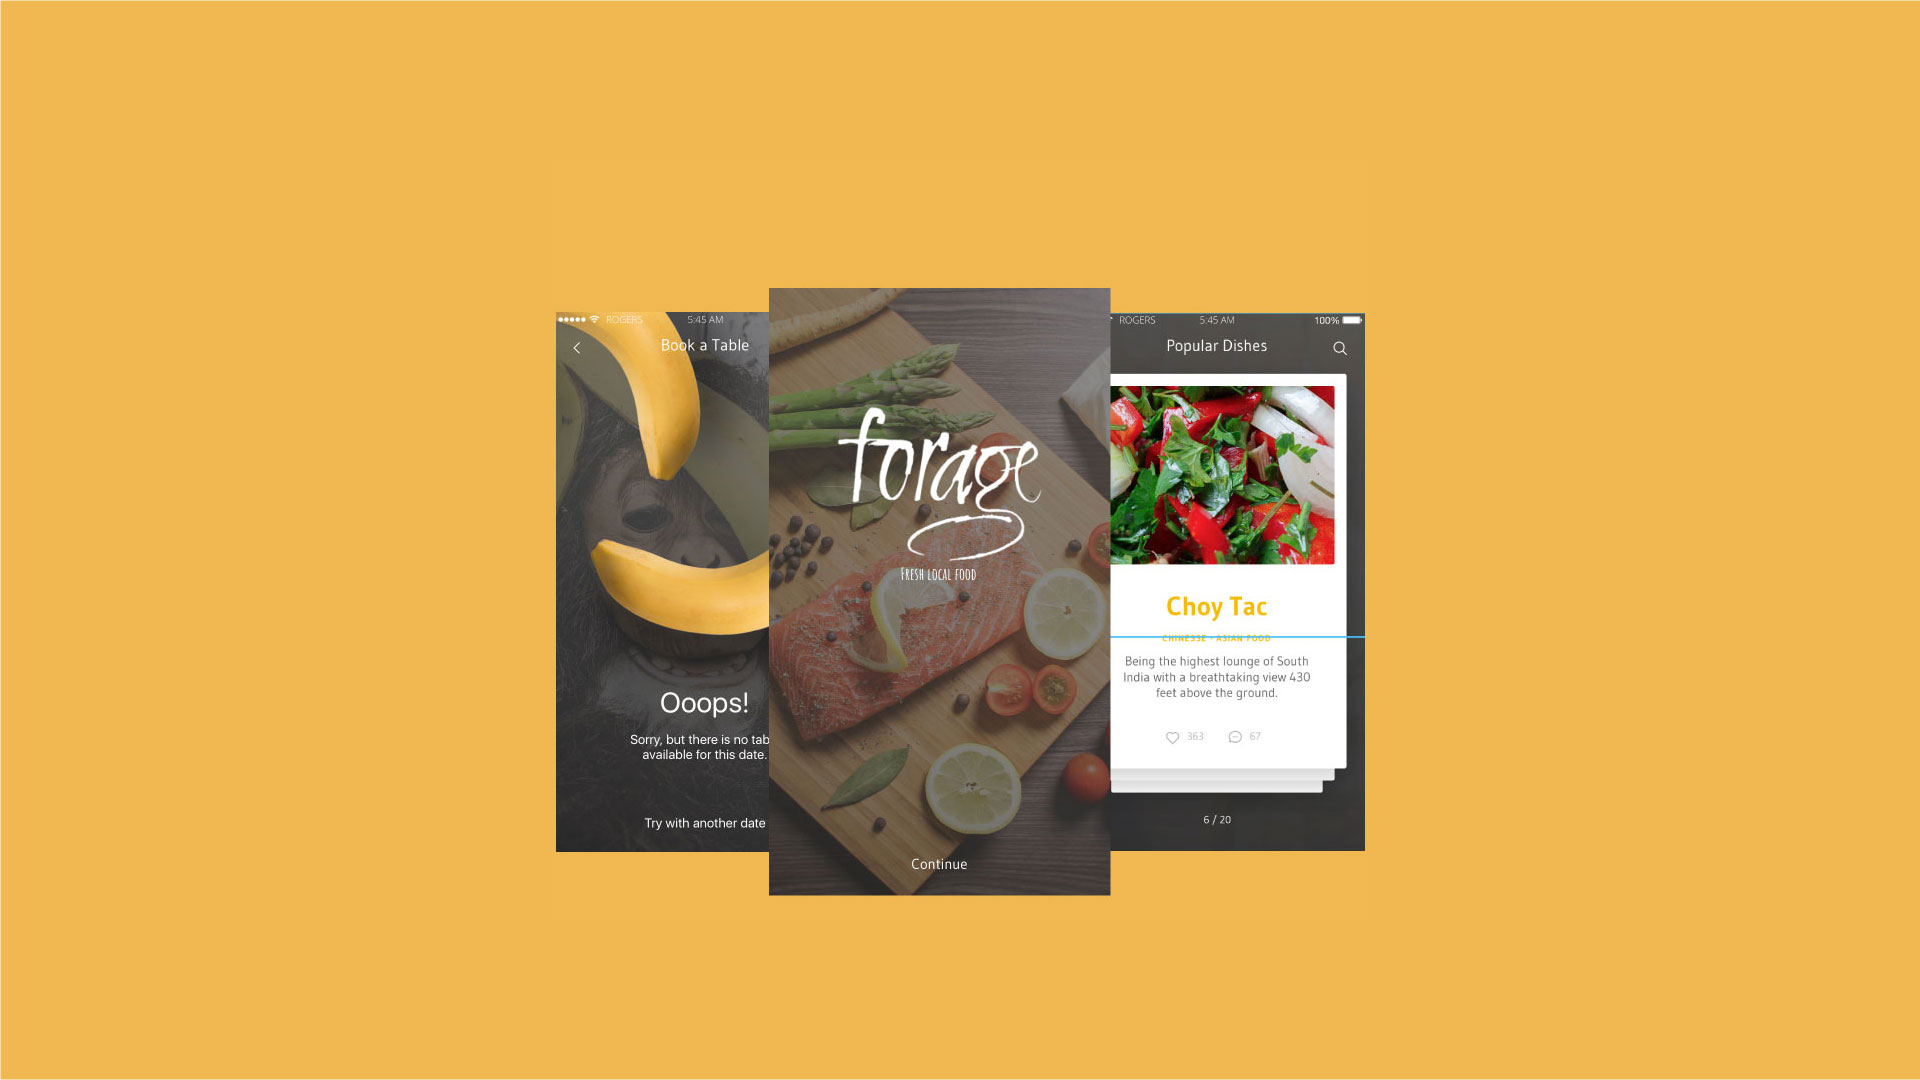 ROGERS
5:45 AM
Book a Table
Ooops!
Sorry, but there is no tab
available for this date.
Try with another date
forage
FRESH LOCAL FOOD
Continue
ROGERS
5:45 AM
100%
Popular Dishes
Choy Tac
CHINESSE - ASIAN FOOD
Being the highest lounge of South
India with a breathtaking view 430
feet above the ground.
363
67
6 / 20